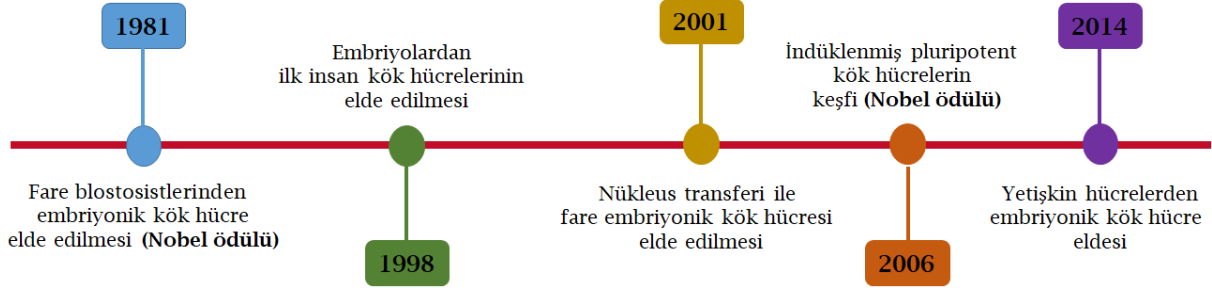 1981
Fare blostosistlerinden
embriyonik kök hücre
elde edilmesi (Nobel ödülü)
Embriyolardan
ilk insan kök hücrelerinin
elde edilmesi
1998
2001
Nükleus transferi ile
fare embriyonik kök hücresi
elde edilmesi
İndüklenmiş pluripotent
kök hücrelerin
keşfi (Nobel ödülü)
2006
2014
Yetişkin hücrelerden
embriyonik kök hücre
eldesi